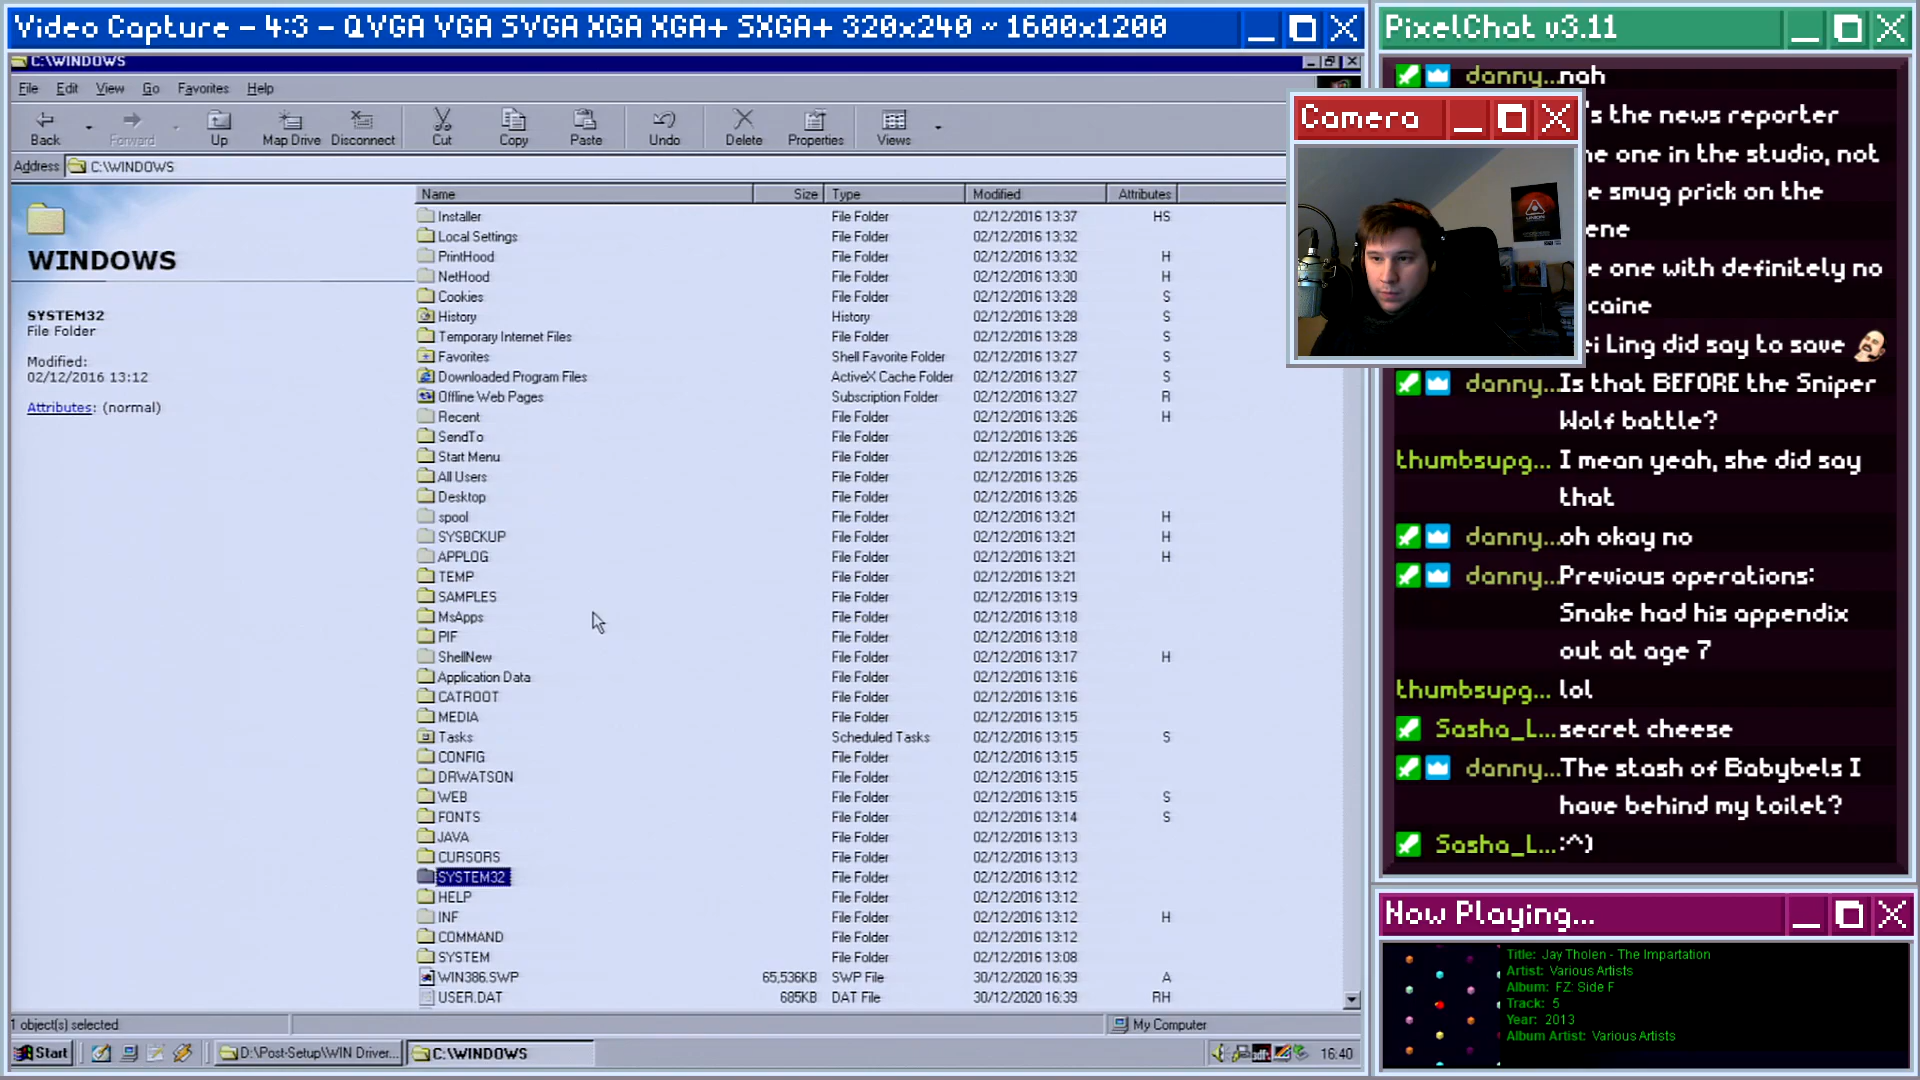 Video Capture - 4:3 - QVGA VGA SVGA XGA XGA+ SXGA+ 320x240 ~ 1600x1200
C:\WINDOWS
File Edit View Go Favorites Help
Back Forward Up Map Drive Disconnect Cut Copy Paste Undo Delete Properties Views
Address C:\WINDOWS
WINDOWS
SYSTEM32
File Folder
Modified:
02/12/2016 13:12
Attributes: (normal)
Name Size Type Modified Attributes
Installer File Folder 02/12/2016 13:37 HS
Local Settings File Folder 02/12/2016 13:32
PrintHood File Folder 02/12/2016 13:32 H
NetHood File Folder 02/12/2016 13:30 H
Cookies File Folder 02/12/2016 13:28 S
History History 02/12/2016 13:28 S
Temporary Internet Files File Folder 02/12/2016 13:28 S
Favorites Shell Favorite Folder 02/12/2016 13:27 S
Downloaded Program Files ActiveX Cache Folder 02/12/2016 13:27 S
Offline Web Pages Subscription Folder 02/12/2016 13:27 R
Recent File Folder 02/12/2016 13:26 H
SendTo File Folder 02/12/2016 13:26
Start Menu File Folder 02/12/2016 13:26
All Users File Folder 02/12/2016 13:26
Desktop File Folder 02/12/2016 13:26
spool File Folder 02/12/2016 13:21 H
SYSBCKUP File Folder 02/12/2016 13:21 H
APPLOG File Folder 02/12/2016 13:21 H
TEMP File Folder 02/12/2016 13:21
SAMPLES File Folder 02/12/2016 13:19
MsApps File Folder 02/12/2016 13:18
PIF File Folder 02/12/2016 13:18
ShellNew File Folder 02/12/2016 13:17 H
Application Data File Folder 02/12/2016 13:16
CATROOT File Folder 02/12/2016 13:16
MEDIA File Folder 02/12/2016 13:15
Tasks Scheduled Tasks 02/12/2016 13:15 S
CONFIG File Folder 02/12/2016 13:15
DRWATSON File Folder 02/12/2016 13:15
WEB File Folder 02/12/2016 13:15 S
FONTS File Folder 02/12/2016 13:14 S
JAVA File Folder 02/12/2016 13:13
CURSORS File Folder 02/12/2016 13:13
SYSTEM32 File Folder 02/12/2016 13:12
HELP File Folder 02/12/2016 13:12
INF File Folder 02/12/2016 13:12 H
COMMAND File Folder 02/12/2016 13:12
SYSTEM File Folder 02/12/2016 13:08
WIN386.SWP 65,536KB SWP File 30/12/2020 16:39 A
USER.DAT 685KB DAT File 30/12/2020 16:39 RH
1 object(s) selected My Computer
Start D:\Post-Setup\WIN Driver... C:\WINDOWS 16:40
Camera
PixelChat v3.11
danny...nah
's the news reporter
ne one in the studio, not
e smug prick on the
ene
e one with definitely no
caine
ei Ling did say to save
danny...Is that BEFORE the Sniper
Wolf battle?
thumbsupg... I mean yeah, she did say
that
danny...oh okay no
danny...Previous operations:
Snake had his appendix
out at age 7
thumbsupg... lol
Sasha_L...secret cheese
danny...The stash of Babybels I
have behind my toilet?
Sasha_L...:^)
Now Playing...
Title: Jay Tholen - The Impartation
Artist: Various Artists
Album: FZ: Side F
Track: 5
Year: 2013
Album Artist: Various Artists